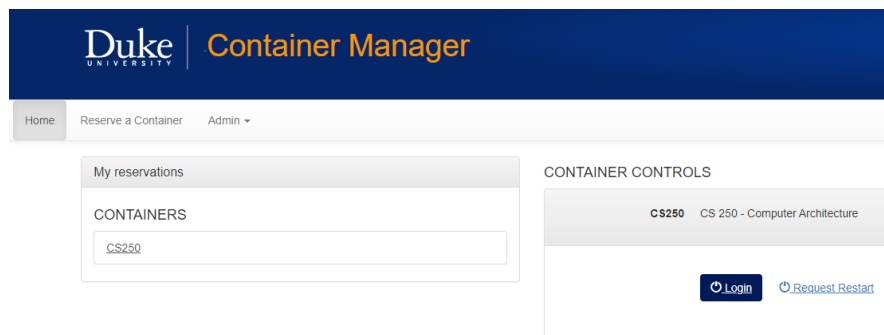 Duke
UNIVERSITY
Container Manager
Home Reserve a Container Admin
My reservations
CONTAINERS
CS250
CONTAINER CONTROLS
CS250 CS 250 - Computer Architecture
Login Request Restart